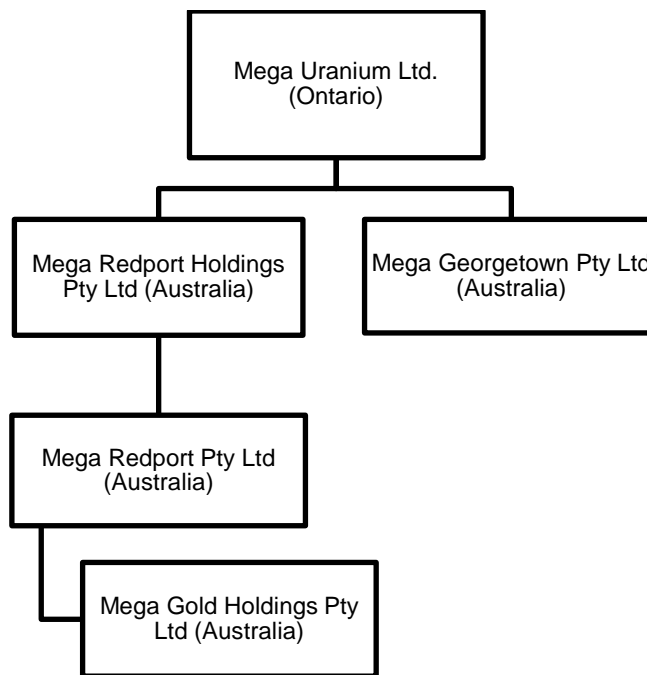 Mega Uranium Ltd.
(Ontario)
Mega Redport Holdings
Pty Ltd (Australia)
Mega Georgetown Pty Ltd
(Australia)
Mega Redport Pty Ltd
(Australia)
Mega Gold Holdings Pty
Ltd (Australia)